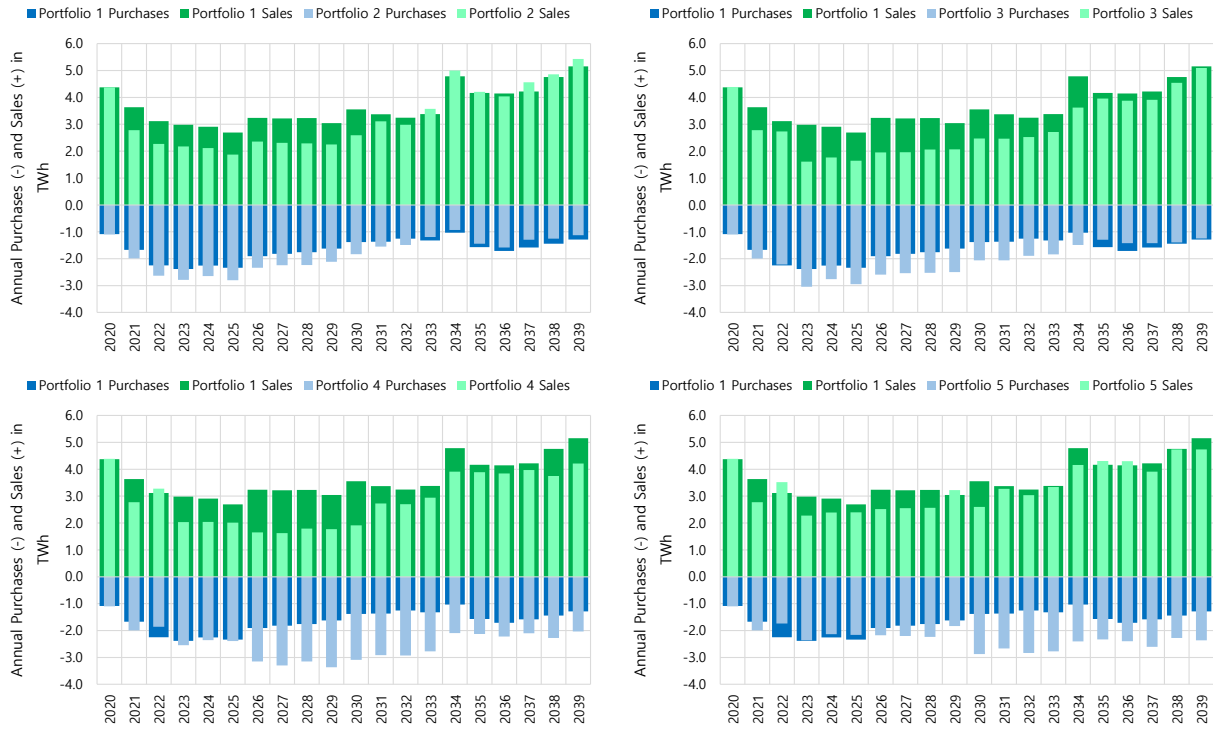 Portfolio 1 Purchases Portfolio 1 Sales Portfolio 2 Purchases Portfolio 2 Sales
Annual Purchases (-) and Sales (+) in
TWh
6.0
5.0
4.0
3.0
2.0
1.0
0.0
-1.0
-2.0
-3.0
-4.0
2020 2021 2022 2023 2024 2025 2026 2027 2028 2029 2030 2031 2032 2033 2034 2035 2036 2037 2038 2039
Portfolio 1 Purchases Portfolio 1 Sales Portfolio 3 Purchases Portfolio 3 Sales
Annual Purchases (-) and Sales (+) in
TWh
6.0
5.0
4.0
3.0
2.0
1.0
0.0
-1.0
-2.0
-3.0
-4.0
2020 2021 2022 2023 2024 2025 2026 2027 2028 2029 2030 2031 2032 2033 2034 2035 2036 2037 2038 2039
Portfolio 1 Purchases Portfolio 1 Sales Portfolio 4 Purchases Portfolio 4 Sales
Annual Purchases (-) and Sales (+) in
TWh
6.0
5.0
4.0
3.0
2.0
1.0
0.0
-1.0
-2.0
-3.0
-4.0
2020 2021 2022 2023 2024 2025 2026 2027 2028 2029 2030 2031 2032 2033 2034 2035 2036 2037 2038 2039
Portfolio 1 Purchases Portfolio 1 Sales Portfolio 5 Purchases Portfolio 5 Sales
Annual Purchases (-) and Sales (+) in
TWh
6.0
5.0
4.0
3.0
2.0
1.0
0.0
-1.0
-2.0
-3.0
-4.0
2020 2021 2022 2023 2024 2025 2026 2027 2028 2029 2030 2031 2032 2033 2034 2035 2036 2037 2038 2039